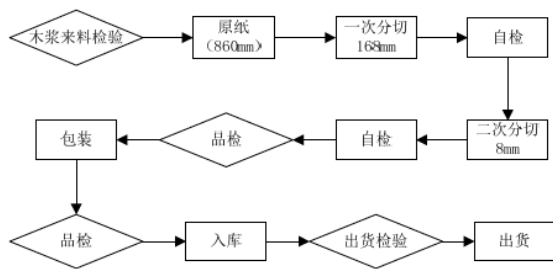 木浆来料检验
原纸
（860mm）
一次分切
168mm
自检
二次分切
8mm
自检
品检
包装
品检
入库
出货检验
出货